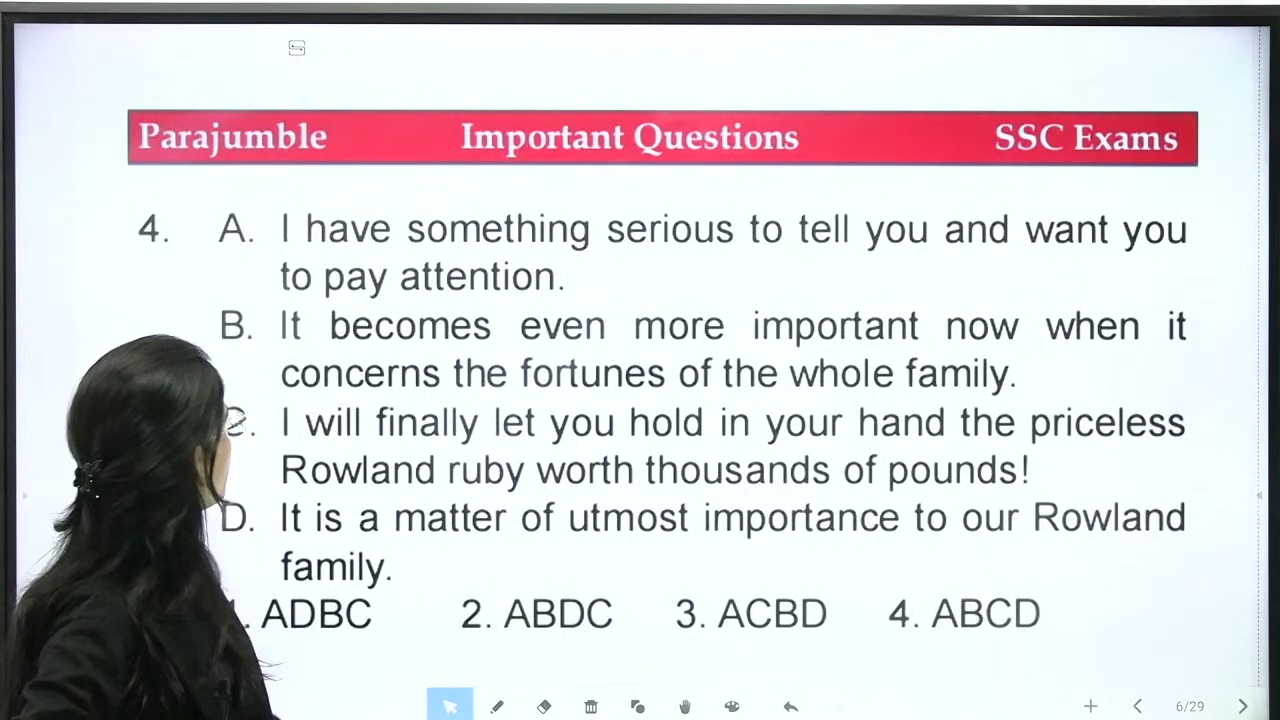 Parajumble Important Questions SSC Exams
4. A. I have something serious to tell you and want you
to pay attention.
B. It becomes even more important now when it
concerns the fortunes of the whole family.
C. I will finally let you hold in your hand the priceless
Rowland ruby worth thousands of pounds!
D. It is a matter of utmost importance to our Rowland
family.
1. ADBC 2. ABDC 3. ACBD 4. ABCD
6/29